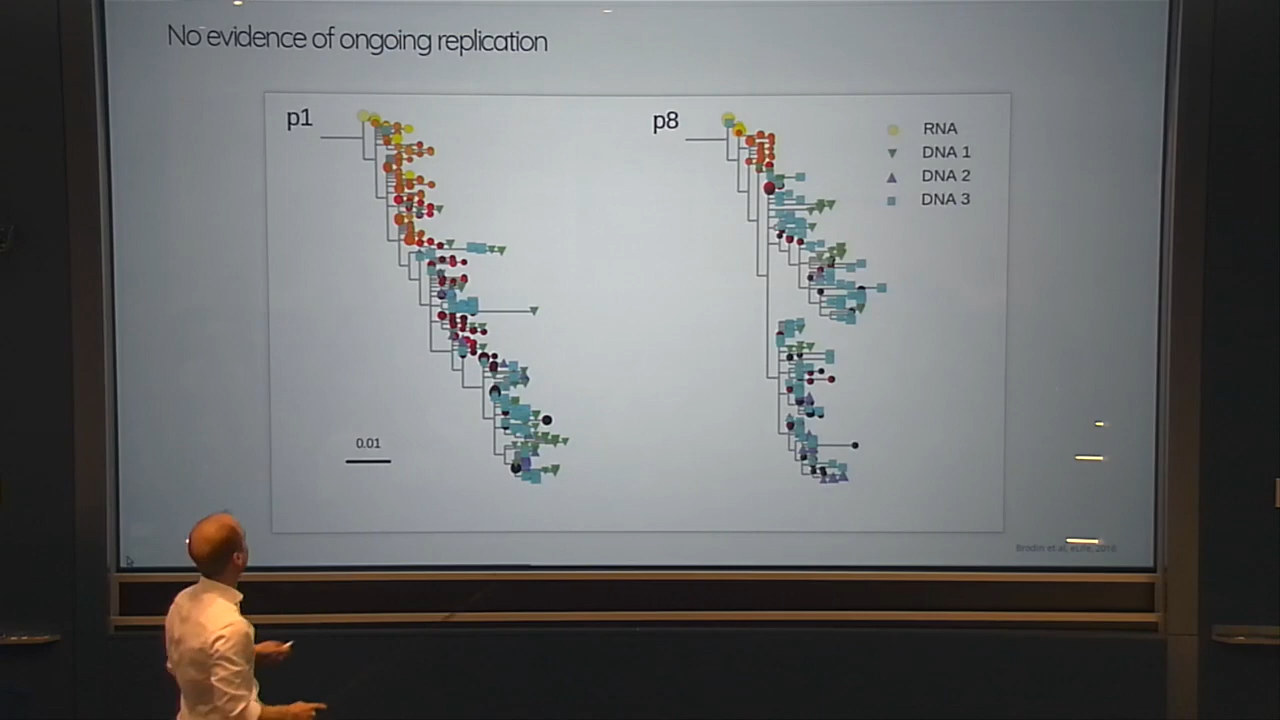 No evidence of ongoing replication
p1
p8
RNA
DNA 1
DNA 2
DNA 3
0.01
Brodin et al, eLife, 2016